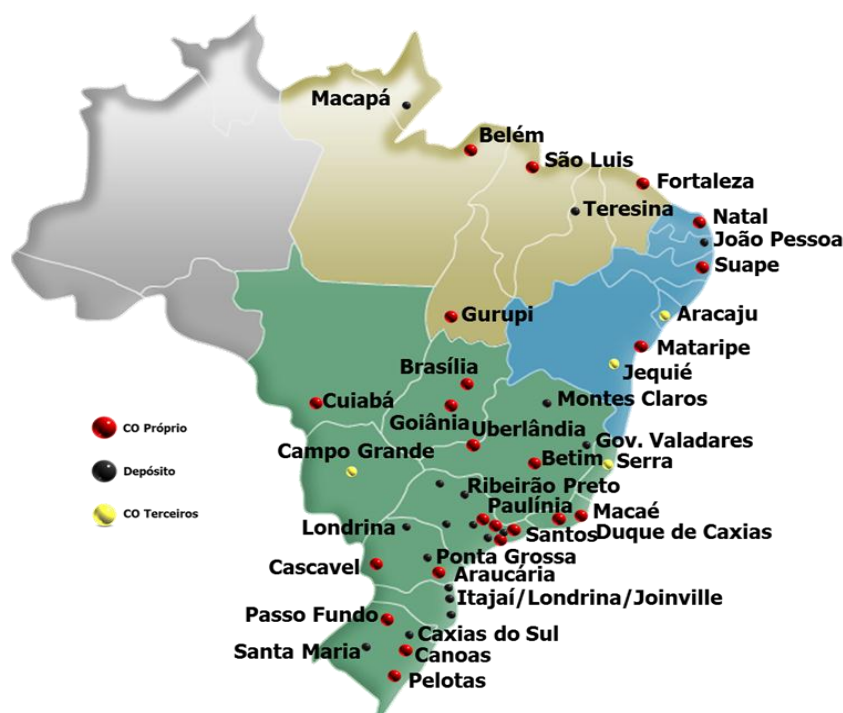 Macapá
Belém
São Luis
Fortaleza
Teresina
Natal
João Pessoa
Suape
Gurupi
Aracaju
Mataripe
Brasília
Jequié
Cuiabá
Montes Claros
Goiânia
Uberlândia
CO Próprio
Gov. Valadares
Campo Grande
Betim
Serra
Depósito
Ribeirão Preto
Paulínia
Macaé
CO Terceiros
Londrina
Santos
Duque de Caxias
Ponta Grossa
Cascavel
Araucária
Itajaí/Londrina/Joinville
Passo Fundo
Caxias do Sul
Santa Maria
Canoas
Pelotas